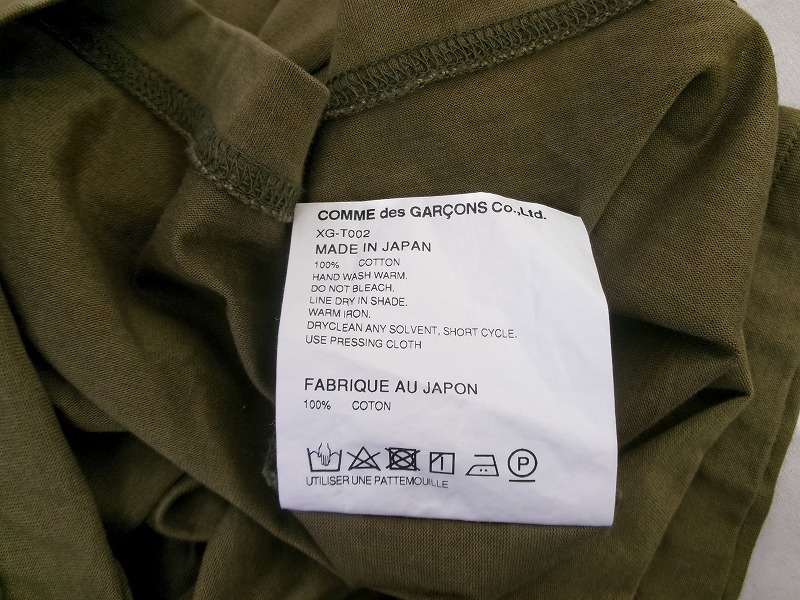 COMME des GARÇONS Co.,Ltd.
XG-T002
MADE IN JAPAN
100% COTTON
HAND WASH WARM.
DO NOT BLEACH.
LINE DRY IN SHADE.
WARM IRON.
DRYCLEAN ANY SOLVENT, SHORT CYCLE.
USE PRESSING CLOTH
FABRIQUE AU JAPON
100% COTON
P
UTILISER UNE PATTEMOUILLE